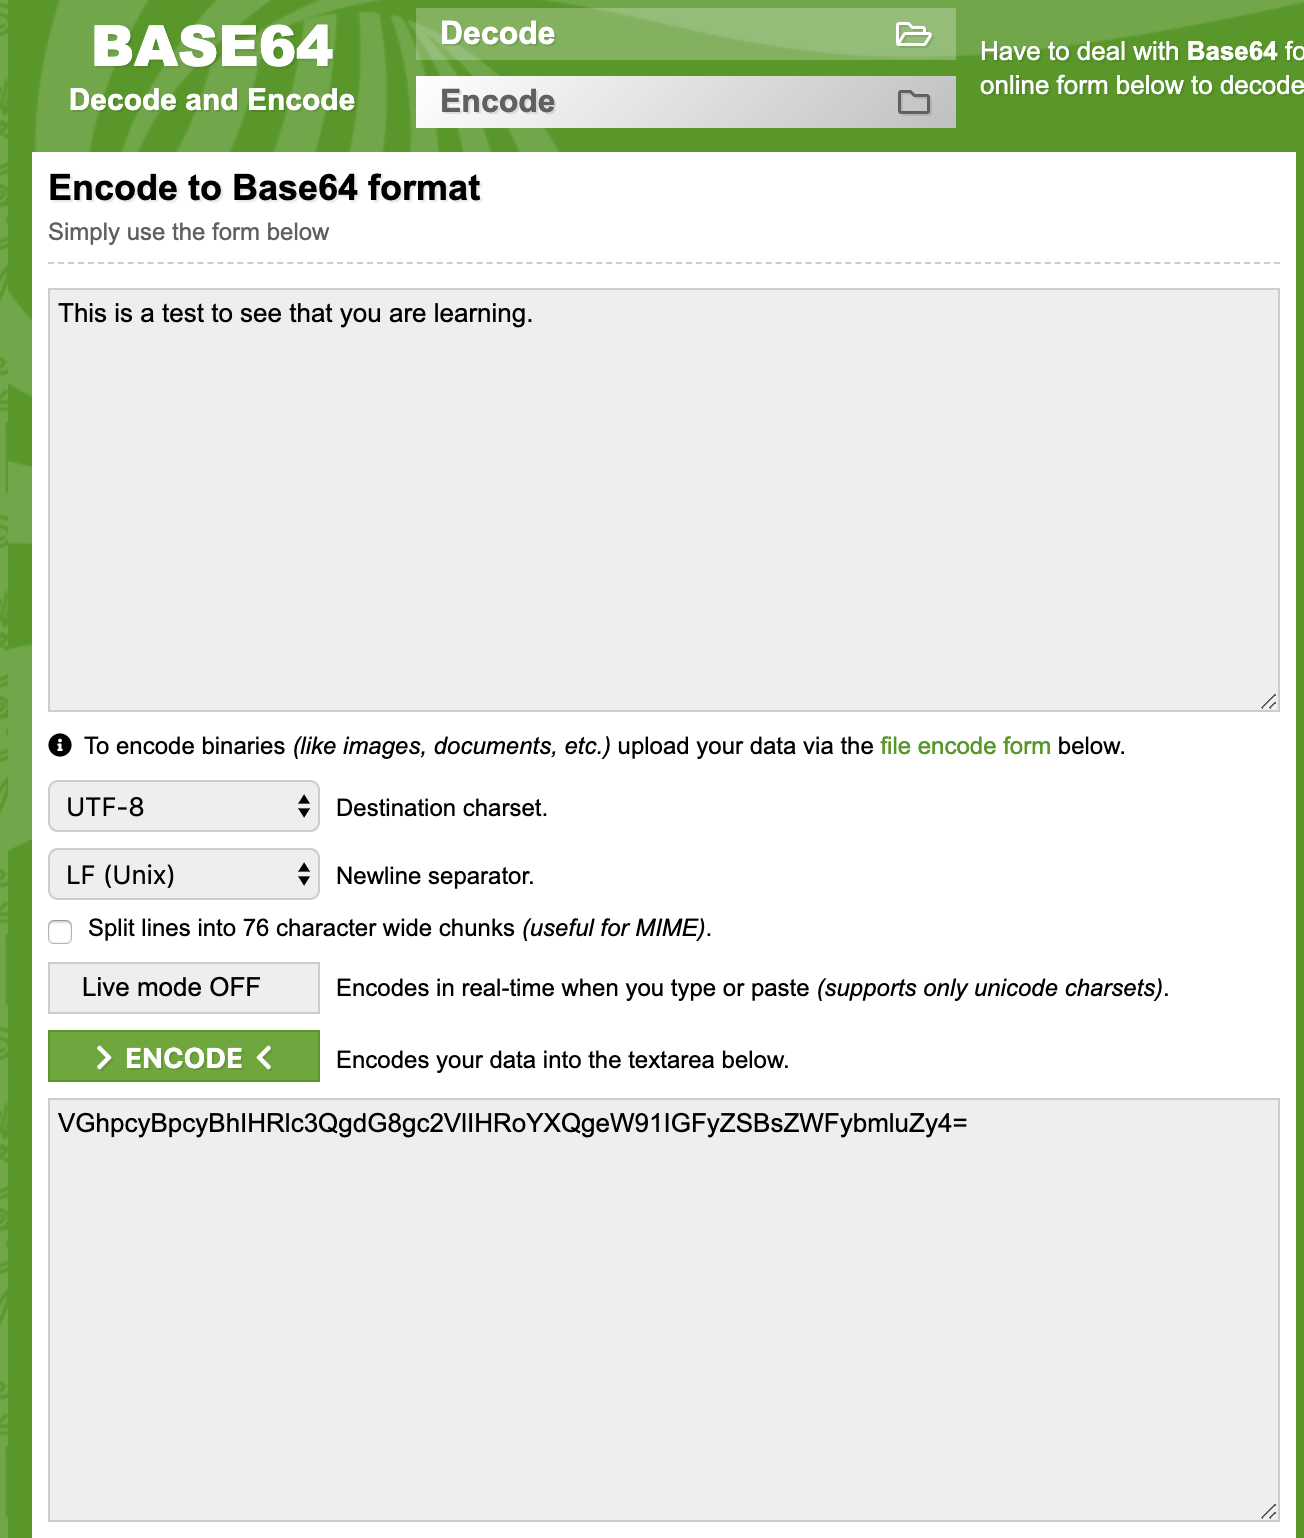 BASE64
Decode and Encode
Decode
Encode
Have to deal with Base64 fo
online form below to decode
Encode to Base64 format
Simply use the form below
This is a test to see that you are learning.
To encode binaries (like images, documents, etc.) upload your data via the file encode form below.
UTF-8 Destination charset.
LF (Unix) Newline separator.
Split lines into 76 character wide chunks (useful for MIME).
Live mode OFF Encodes in real-time when you type or paste (supports only unicode charsets).
> ENCODE < Encodes your data into the textarea below.
VGhpcyBpcyBhIHRlc3QgdG8gc2VlIHRoYXQgeW91IGFyZSBsZWFybmluZy4=